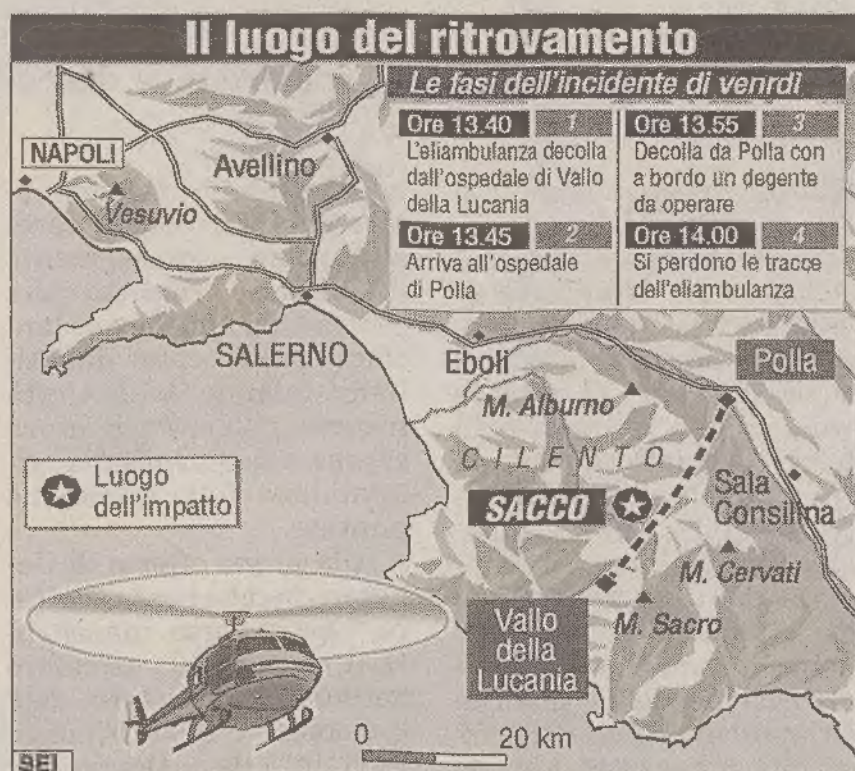 Il luogo del ritrovamento
Le fasi dell'incidente di venrdì
Ore 13.40 1
L'eliambulanza decolla
dall'ospedale di Vallo
della Lucania
Ore 13.45 2
Arriva all'ospedale
di Polla
Ore 13.55 3
Decolla da Polla con
a bordo un degente
da operare
Ore 14.00 4
Si perdono le tracce
dell'eliambulanza
NAPOLI
Avellino
Vesuvio
SALERNO
Eboli
Polla
M. Alburno
CILENTO
Luogo
dell'impatto
SACCO
Sala
Consilina
M. Cervati
M. Sacro
Vallo
della
Lucania
0 20 km